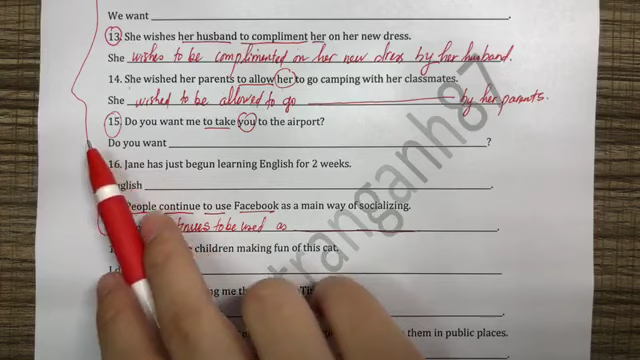 We want
13. She wishes her husband to compliment her on her new dress.
She wishes to be complimented on her new dress by her husband.
14. She wished her parents to allow her to go camping with her classmates.
She wished to be allowed to go by her parents.
15. Do you want me to take you to the airport?
Do you want ?
16. Jane has just begun learning English for 2 weeks.
English
People continue to use Facebook as a main way of socializing.
to be used as
children making fun of this cat.
I
ing me
them in public places.
tranganh87